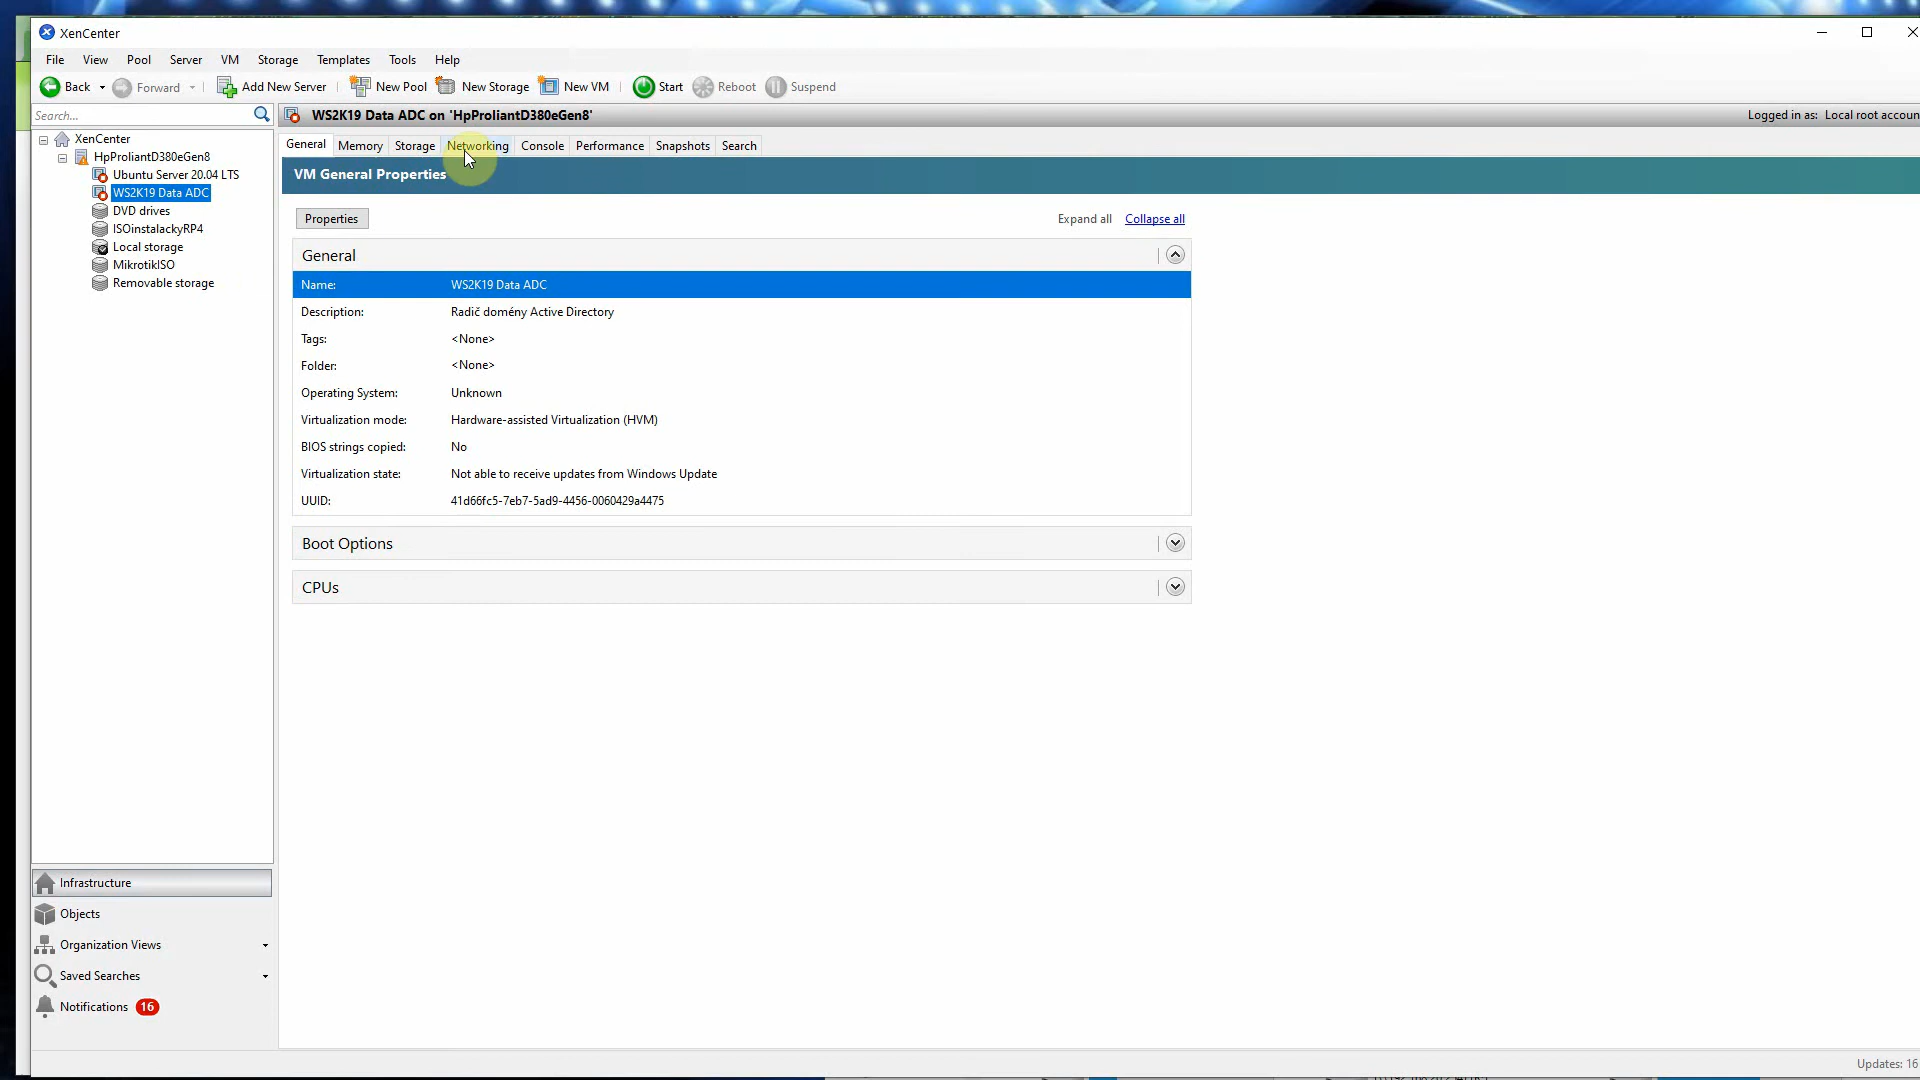 XenCenter
File View Pool Server VM Storage Templates Tools Help
Back Forward Add New Server New Pool New Storage New VM Start Reboot Suspend
Search...
WS2K19 Data ADC on 'HpProliantD380eGen8'
Logged in as: Local root accoun
XenCenter
HpProliantD380eGen8
Ubuntu Server 20.04 LTS
WS2K19 Data ADC
DVD drives
ISOinstalackyRP4
Local storage
MikrotikISO
Removable storage
General Memory Storage Networking Console Performance Snapshots Search
VM General Properties
Properties
Expand all Collapse all
General
Name: WS2K19 Data ADC
Description: Radič domény Active Directory
Tags: <None>
Folder: <None>
Operating System: Unknown
Virtualization mode: Hardware-assisted Virtualization (HVM)
BIOS strings copied: No
Virtualization state: Not able to receive updates from Windows Update
UUID: 41d66fc5-7eb7-5ad9-4456-0060429a4475
Boot Options
CPUs
Infrastructure
Objects
Organization Views
Saved Searches
Notifications 16
Updates: 16